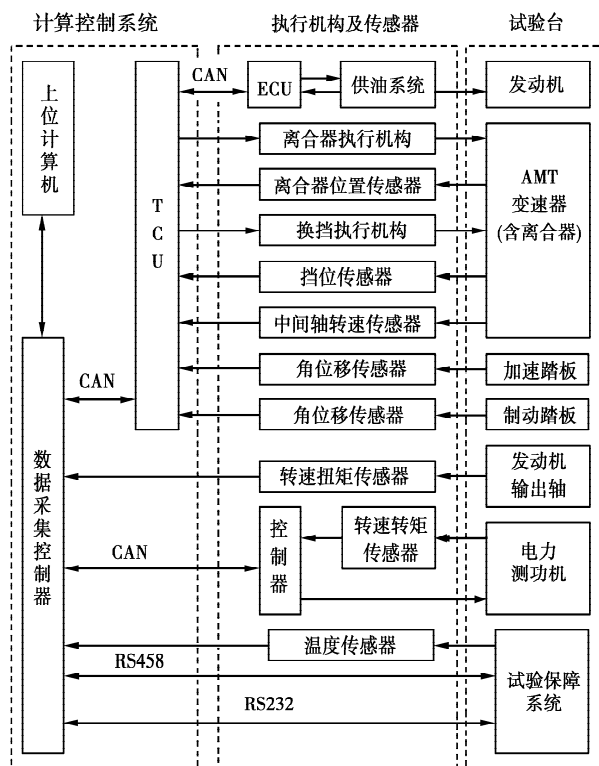 计算控制系统
执行机构及传感器
试验台
上位计算机
TCU
CAN
ECU
供油系统
发动机
离合器执行机构
离合器位置传感器
换挡执行机构
挡位传感器
中间轴转速传感器
AMT
变速器
(含离合器)
角位移传感器
加速踏板
角位移传感器
制动踏板
CAN
数据采集控制器
转速扭矩传感器
发动机
输出轴
CAN
控制器
转速转矩
传感器
电力
测功机
温度传感器
RS458
RS232
试验保障
系统